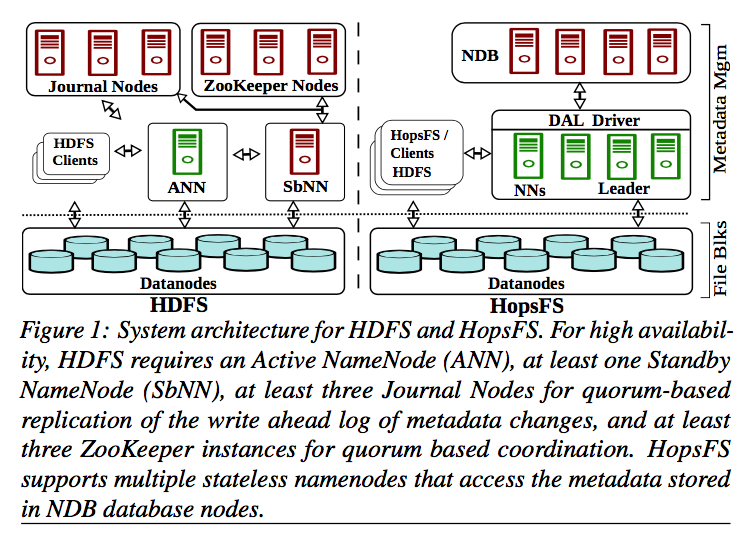 Journal Nodes
ZooKeeper Nodes
HDFS
Clients
ANN
SbNN
Datanodes
HDFS
NDB
DAL Driver
HopsFS /
Clients
HDFS
NNs
Leader
Datanodes
HopsFS
Metadata Mgm
File Blks
Figure 1: System architecture for HDFS and HopsFS. For high availabil-
ity, HDFS requires an Active NameNode (ANN), at least one Standby
NameNode (SbNN), at least three Journal Nodes for quorum-based
replication of the write ahead log of metadata changes, and at least
three ZooKeeper instances for quorum based coordination. HopsFS
supports multiple stateless namenodes that access the metadata stored
in NDB database nodes.